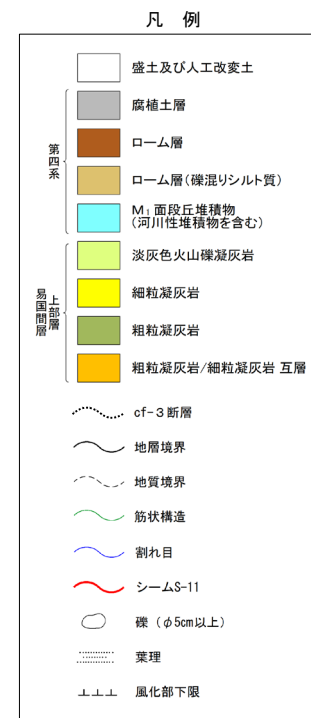 凡 例
盛土及び人工改変土
第四系
腐植土層
ローム層
ローム層(礫混りシルト質)
M₁面段丘堆積物
(河川性堆積物を含む)
易国間層
上部層
淡灰色火山礫凝灰岩
細粒凝灰岩
粗粒凝灰岩
粗粒凝灰岩/細粒凝灰岩 互層
cf-3断層
地層境界
地質境界
筋状構造
割れ目
シームS-11
礫(φ5cm以上)
葉理
風化部下限